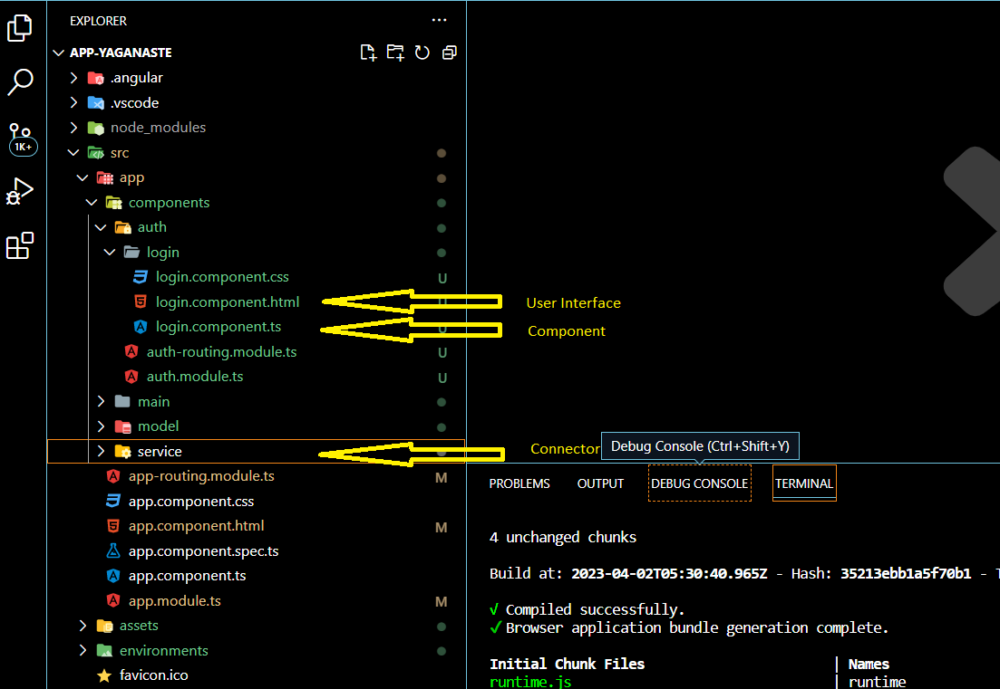 EXPLORER
APP-YAGANASTE
.angular
.vscode
node_modules
1K+
src
app
components
auth
login
login.component.css U
login.component.html U User Interface
login.component.ts U Component
auth-routing.module.ts U
auth.module.ts U
main
model
service Connector Debug Console (Ctrl+Shift+Y)
app-routing.module.ts M
app.component.css
app.component.html M
app.component.spec.ts
app.component.ts
app.module.ts M
assets
environments
favicon.ico
PROBLEMS OUTPUT DEBUG CONSOLE TERMINAL
4 unchanged chunks
Build at: 2023-04-02T05:30:40.965Z - Hash: 35213ebb1a5f70b1 - T
√ Compiled successfully.
✓ Browser application bundle generation complete.
Initial Chunk Files | Names
runtime.js | runtime